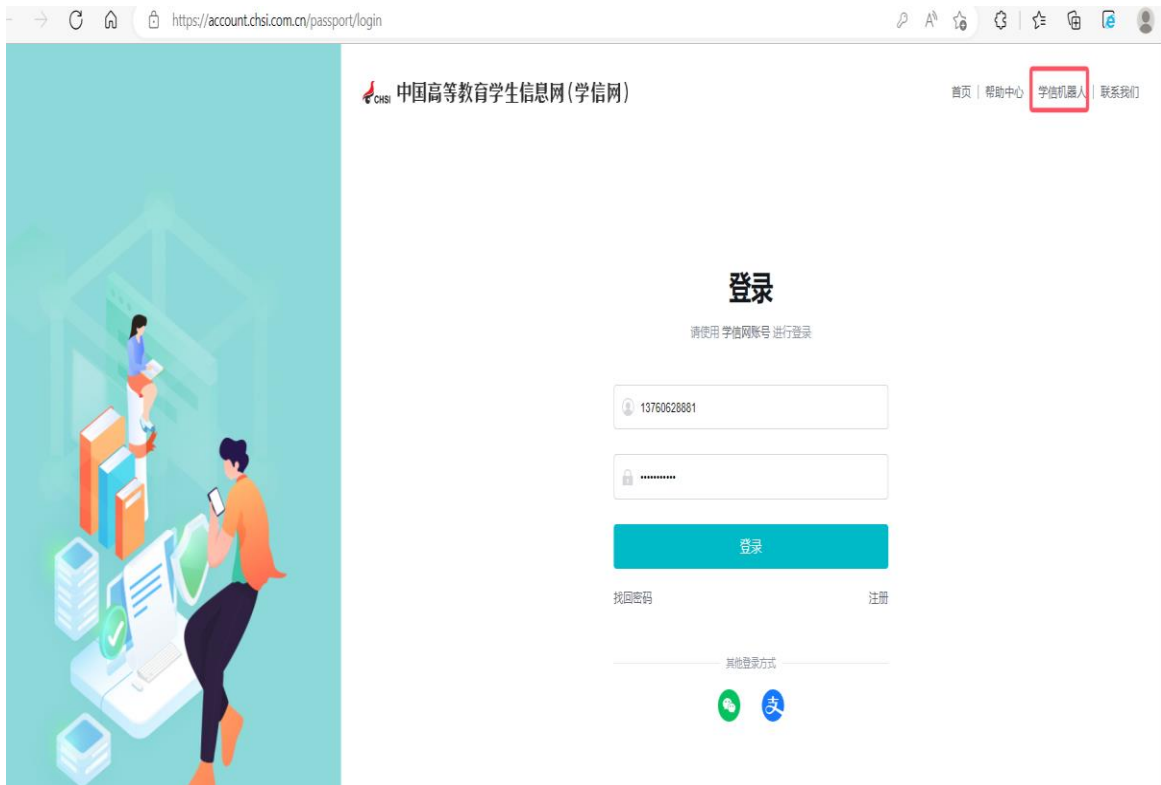 https://account.chsi.com.cn/passport/login
CHSI 中国高等教育学生信息网(学信网)
首页 | 帮助中心 | 学信机器人 | 联系我们
登录
请使用 学信网账号 进行登录
13760628881
•••••••••••
登录
找回密码 注册
其他登录方式
支